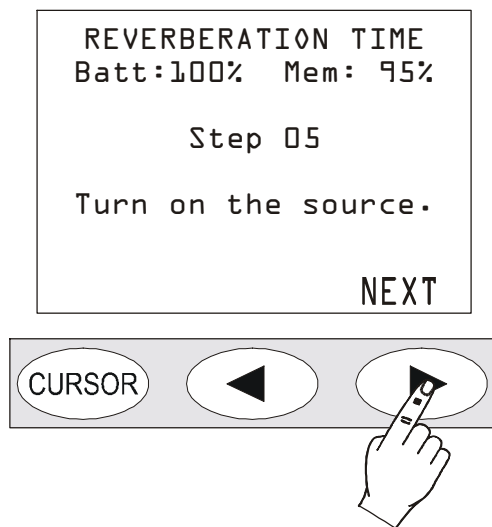 REVERBERATION TIME
Batt:100% Mem: 95%
Step 05
Turn on the source.
NEXT
CURSOR